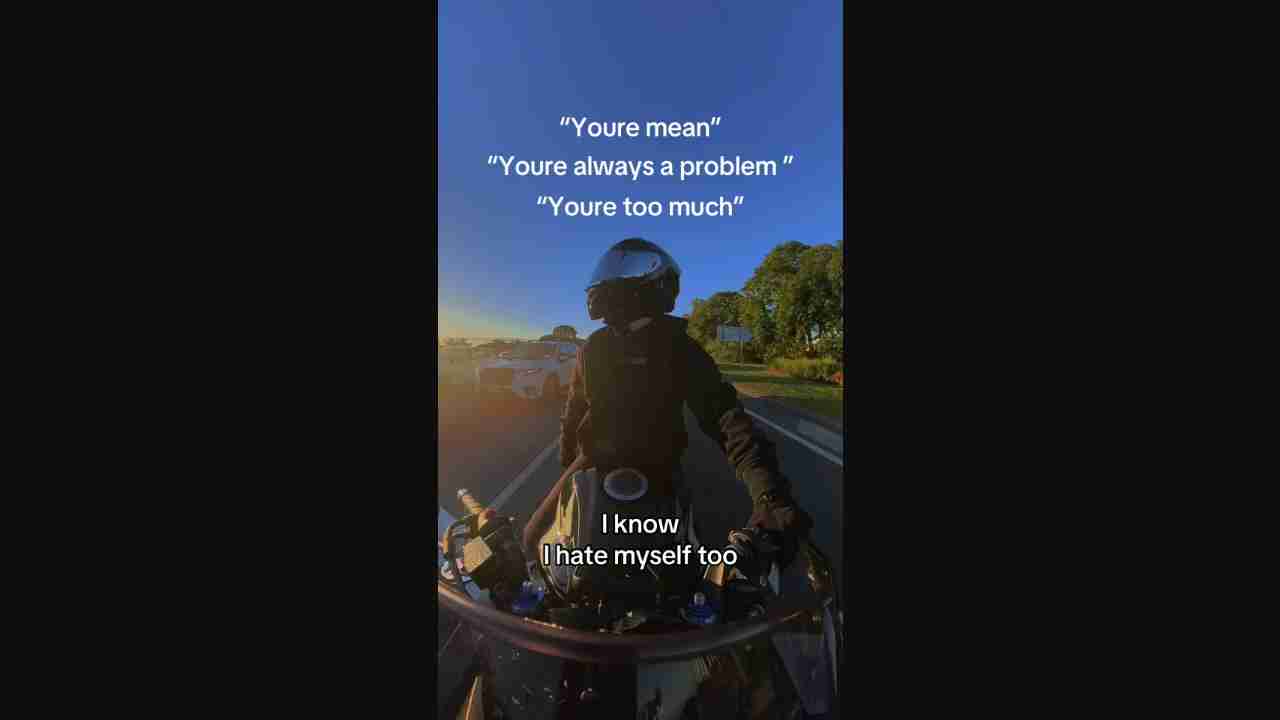 “Youre mean”
“Youre always a problem ”
“Youre too much”
I know
I hate myself too